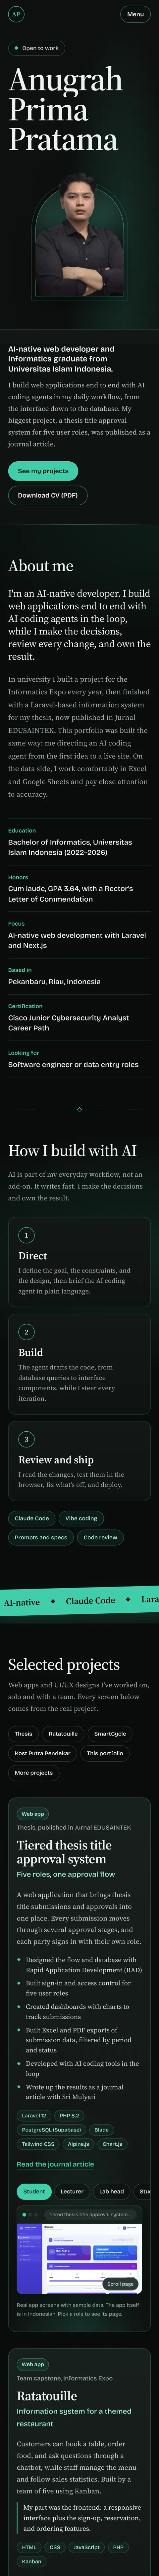 AP
Menu
Open to work
Anugrah
Prima
Pratama
AI-native web developer and
Informatics graduate from
Universitas Islam Indonesia.
I build web applications end to end with AI
coding agents in my daily workflow, from
the interface down to the database. My
biggest project, a thesis title approval
system for five user roles, was published as a
journal article.
See my projects
Download CV (PDF)
About me
I'm an AI-native developer. I build
web applications end to end with
AI coding agents in the loop,
while I make the decisions,
review every change, and own the
result.
In university I built a project for the
Informatics Expo every year, then finished
with a Laravel-based information system
for my thesis, now published in Jurnal
EDUSAINTEK. This portfolio was built the
same way: me directing an AI coding
agent from the first idea to a live site. On
the data side, I work comfortably in Excel
and Google Sheets and pay close attention
to accuracy.
Education
Bachelor of Informatics, Universitas
Islam Indonesia (2022–2026)
Honors
Cum laude, GPA 3.64, with a Rector's
Letter of Commendation
Focus
AI-native web development with Laravel
and Next.js
Based in
Pekanbaru, Riau, Indonesia
Certification
Cisco Junior Cybersecurity Analyst
Career Path
Looking for
Software engineer or data entry roles
How I build with AI
AI is part of my everyday workflow, not an
add-on. It writes fast. I make the decisions
and own the result.
1
Direct
I define the goal, the constraints, and
the design, then brief the AI coding
agent in plain language.
2
Build
The agent drafts the code, from
database queries to interface
components, while I steer every
iteration.
3
Review and ship
I read the changes, test them in the
browser, fix what's off, and deploy.
Claude Code
Vibe coding
Prompts and specs
Code review
AI-native
Claude Code
Lara
Selected projects
Web apps and UI/UX designs I've worked on,
solo and with a team. Every screen below
comes from the real project.
Thesis
Ratatouille
SmartCycle
Kost Putra Pendekar
This portfolio
More projects
Web app
Thesis, published in Jurnal EDUSAINTEK
Tiered thesis title
approval system
Five roles, one approval flow
A web application that brings thesis
title submissions and approvals into
one place. Every submission moves
through several approval stages, and
each party signs in with their own role.
Designed the flow and database with
Rapid Application Development (RAD)
Built sign-in and access control for
five user roles
Created dashboards with charts to
track submissions
Built Excel and PDF exports of
submission data, filtered by period
and status
Developed with AI coding tools in the
loop
Wrote up the results as a journal
article with Sri Mulyati
Laravel 12
PHP 8.2
PostgreSQL (Supabase)
Blade
Tailwind CSS
Alpine.js
Chart.js
Read the journal article
Student
Lecturer
Lab head
Stu
Tiered thesis title approval system...
Scroll page
Real app screens with sample data. The app itself
is in Indonesian. Pick a role to see its page.
Web app
Team capstone, Informatics Expo
Ratatouille
Information system for a themed
restaurant
Customers can book a table, order
food, and ask questions through a
chatbot, while staff manage the menu
and follow sales statistics. Built by a
team of five using Kanban.
My part was the frontend: a responsive
interface plus the sign-up, reservation,
and ordering features.
HTML
CSS
JavaScript
PHP
Kanban